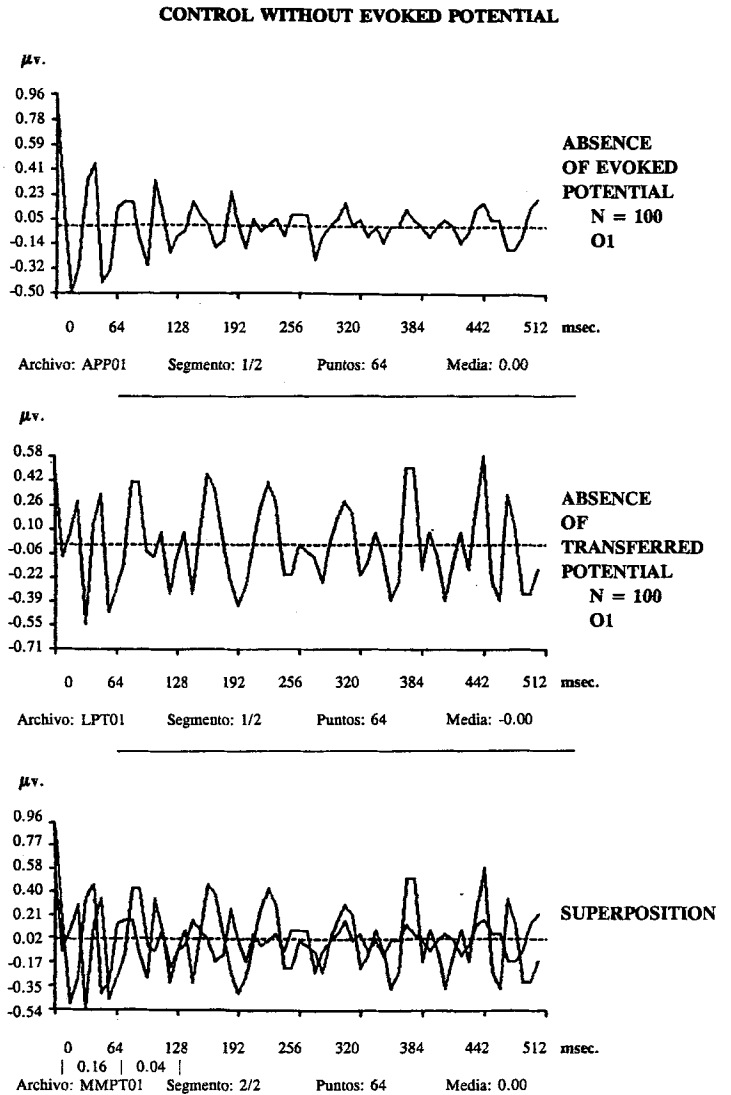 CONTROL WITHOUT EVOKED POTENTIAL
μv.
0.96
0.78
0.59
0.41
0.23
0.05
-0.14
-0.32
-0.50
ABSENCE
OF EVOKED
POTENTIAL
N = 100
O1
0 64 128 192 256 320 384 442 512 msec.
Archivo: APP01 Segmento: 1/2 Puntos: 64 Media: 0.00
μv.
0.58
0.42
0.26
0.10
-0.06
-0.22
-0.39
-0.55
-0.71
ABSENCE
OF
TRANSFERRED
POTENTIAL
N = 100
O1
0 64 128 192 256 320 384 442 512 msec.
Archivo: LPT01 Segmento: 1/2 Puntos: 64 Media: -0.00
μv.
0.96
0.77
0.58
0.40
0.21
0.02
-0.17
-0.35
-0.54
SUPERPOSITION
0 64 128 192 256 320 384 442 512 msec.
| 0.16 | 0.04 |
Archivo: MMPT01 Segmento: 2/2 Puntos: 64 Media: 0.00